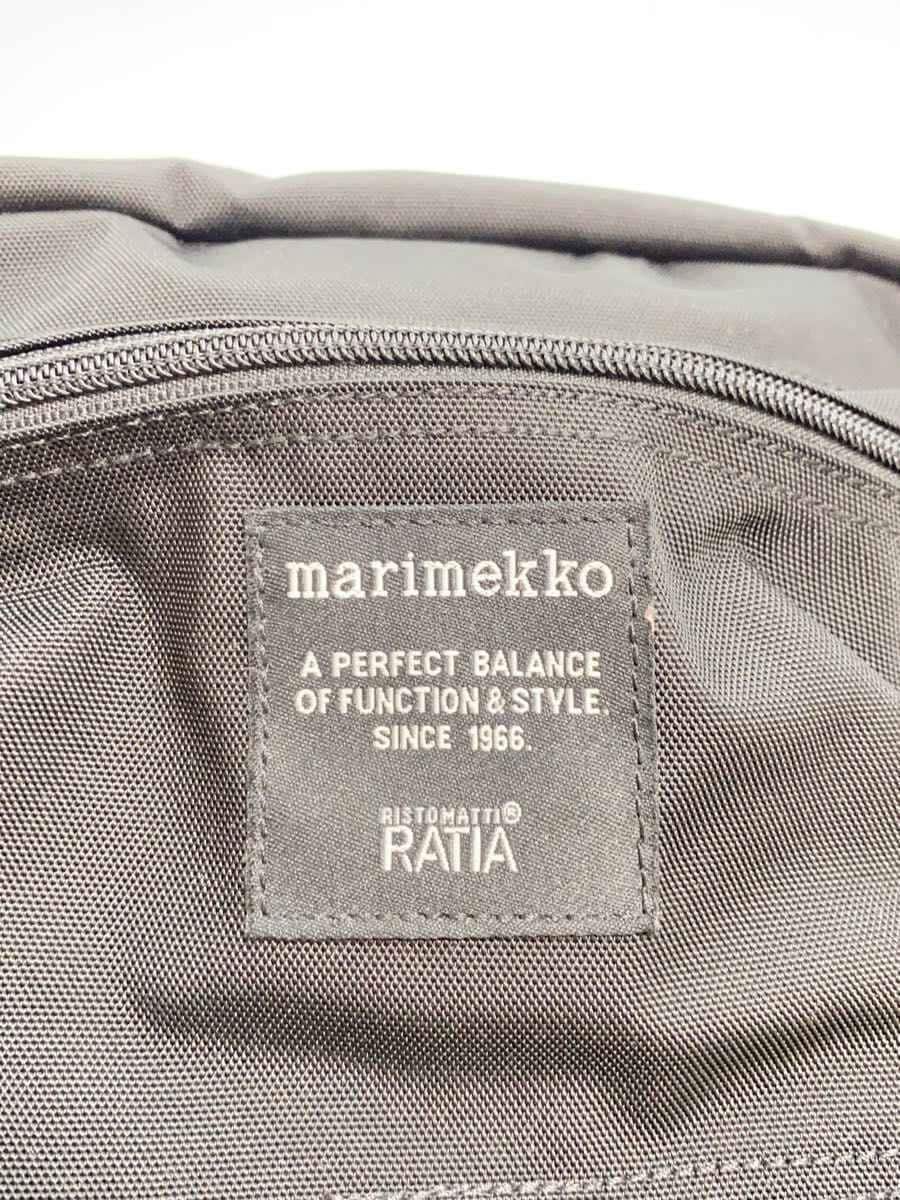 marimekko
A PERFECT BALANCE
OF FUNCTION & STYLE.
SINCE 1966.
RISTOMATTI®
RATIA